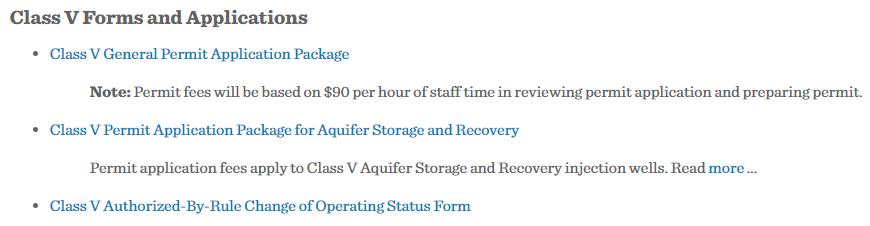 Class V Forms and Applications
Class V General Permit Application Package
Note: Permit fees will be based on $90 per hour of staff time in reviewing permit application and preparing permit.
Class V Permit Application Package for Aquifer Storage and Recovery
Permit application fees apply to Class V Aquifer Storage and Recovery injection wells. Read more ...
Class V Authorized-By-Rule Change of Operating Status Form